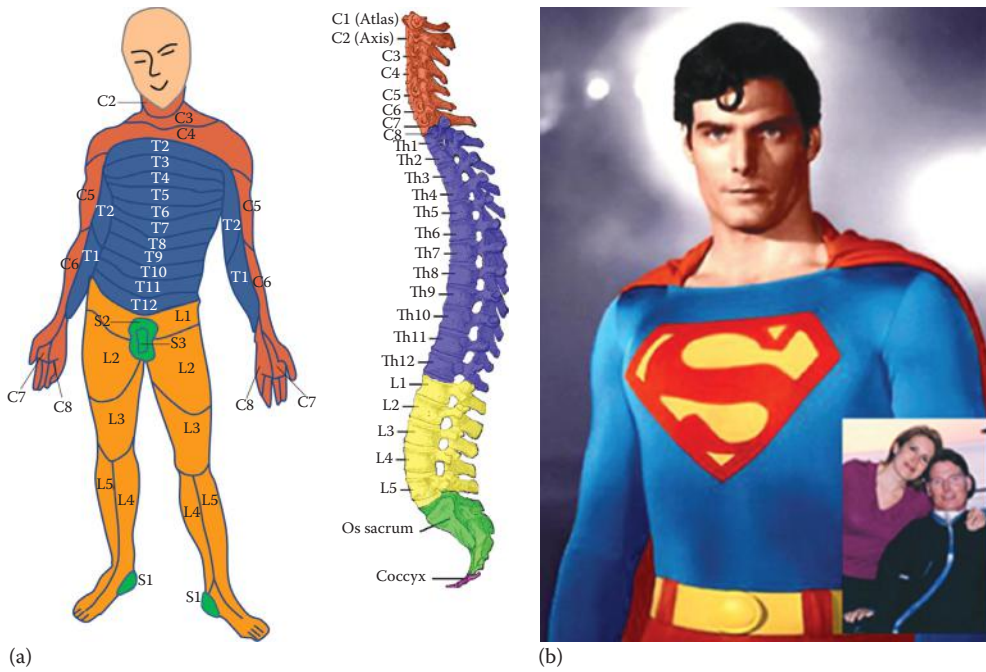 C2
C3
C4
T2
T3
T4
T5
T6
T7
T8
T9
T10
T11
T12
C5
T2
T1
C6
C5
T2
T1
C6
S2
L1
S3
L2
L2
C7
C8
C8
C7
L3
L3
L5
L4
L5
L4
S1
S1
C1 (Atlas)
C2 (Axis)
C3
C4
C5
C6
C7
C8
Th1
Th2
Th3
Th4
Th5
Th6
Th7
Th8
Th9
Th10
Th11
Th12
L1
L2
L3
L4
L5
Os sacrum
Coccyx
(a)
S
(b)